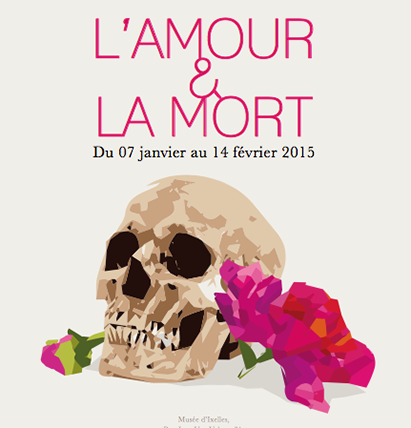 L'AMOUR
&
LA MORT
Du 07 janvier au 14 février 2015
Musée d'Ixelles,